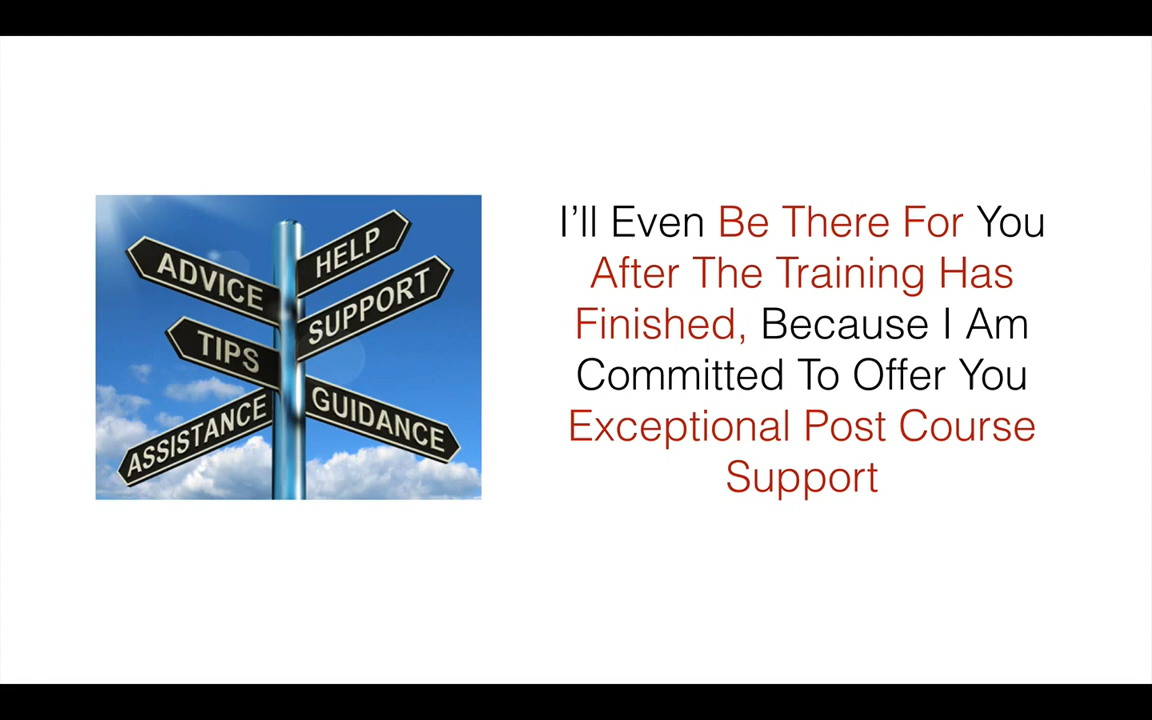 ADVICE
HELP
SUPPORT
TIPS
ASSISTANCE
GUIDANCE
I'll Even Be There For You
After The Training Has
Finished, Because I Am
Committed To Offer You
Exceptional Post Course
Support